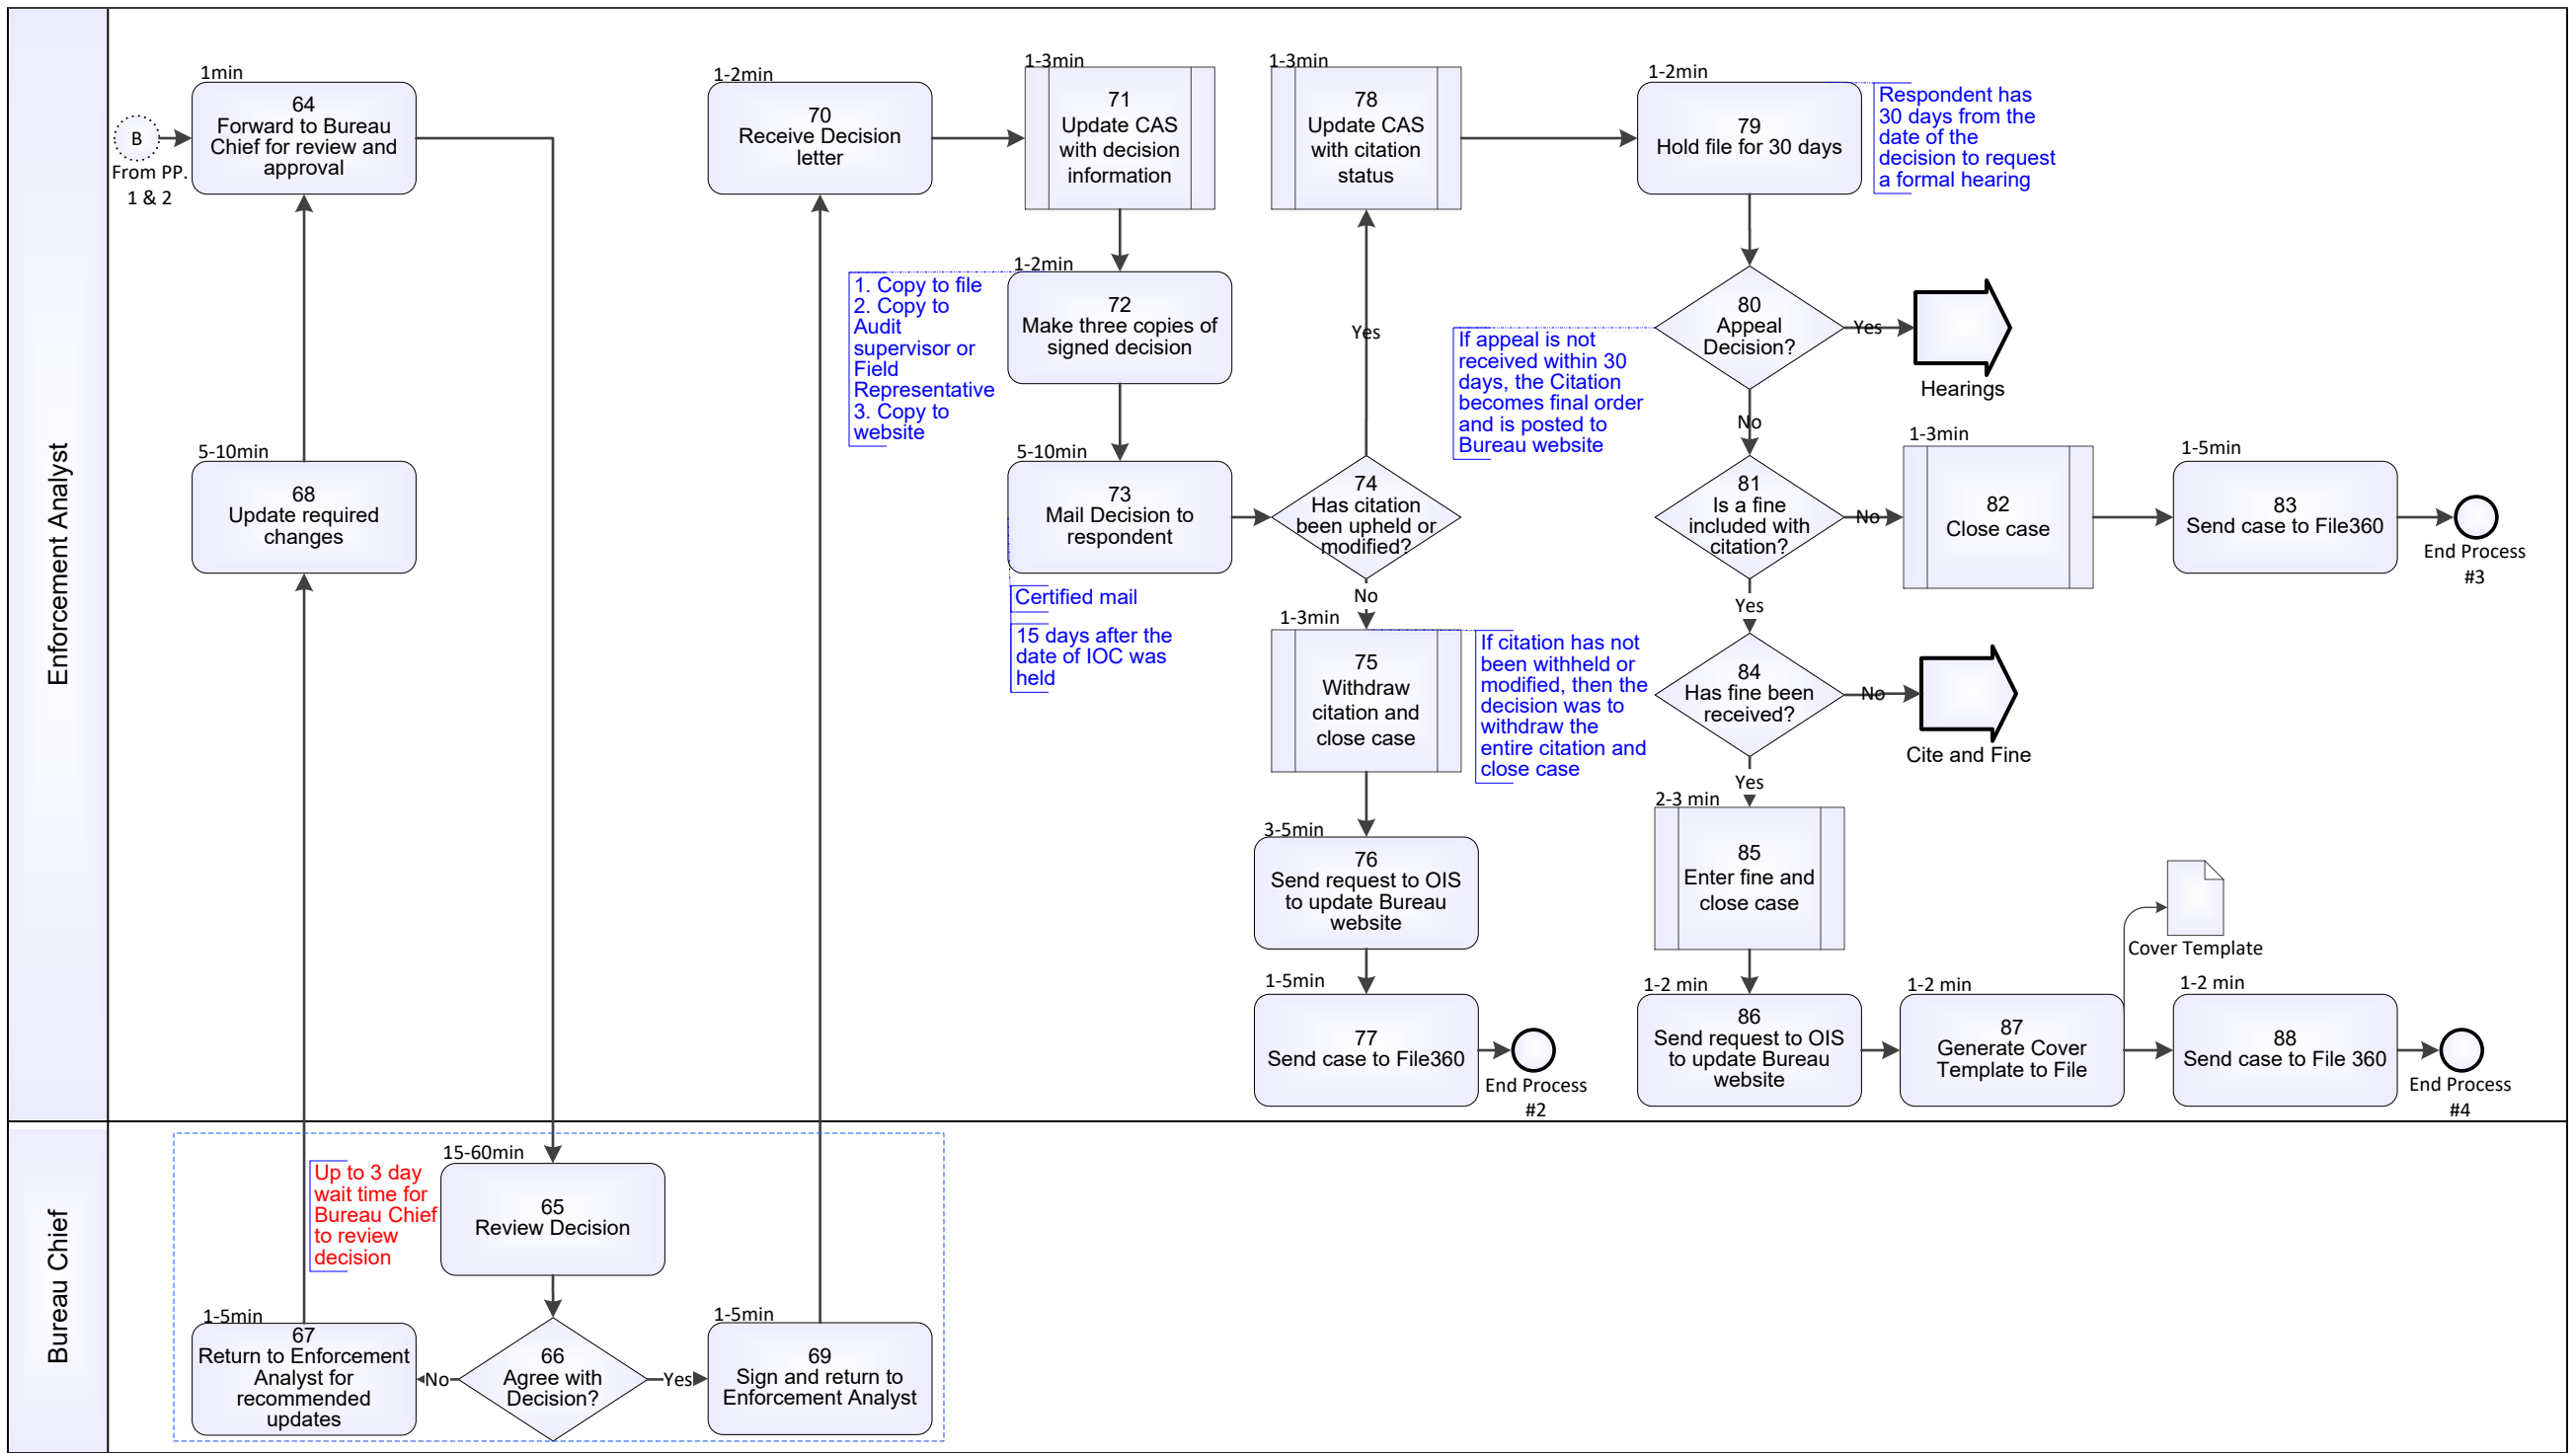 Enforcement Analyst
B
From PP.
1 & 2
1min
64
Forward to Bureau
Chief for review and
approval
5-10min
68
Update required
changes
1-2min
70
Receive Decision
letter
1-3min
71
Update CAS
with decision
information
1-2min
72
Make three copies of
signed decision
1. Copy to file
2. Copy to
Audit
supervisor or
Field
Representative
3. Copy to
website
5-10min
73
Mail Decision to
respondent
Certified mail
15 days after the
date of IOC was
held
74
Has citation
been upheld or
modified?
Yes
No
1-3min
78
Update CAS
with citation
status
1-3min
75
Withdraw
citation and
close case
If citation has not
been withheld or
modified, then the
decision was to
withdraw the
entire citation and
close case
3-5min
76
Send request to OIS
to update Bureau
website
1-5min
77
Send case to File360
End Process
#2
1-2min
79
Hold file for 30 days
Respondent has
30 days from the
date of the
decision to request
a formal hearing
80
Appeal
Decision?
Yes
Hearings
If appeal is not
received within 30
days, the Citation
becomes final order
and is posted to
Bureau website
No
81
Is a fine
included with
citation?
No
1-3min
82
Close case
1-5min
83
Send case to File360
End Process
#3
Yes
84
Has fine been
received?
No
Cite and Fine
Yes
2-3 min
85
Enter fine and
close case
1-2 min
86
Send request to OIS
to update Bureau
website
1-2 min
87
Generate Cover
Template to File
Cover Template
1-2 min
88
Send case to File 360
End Process
#4
Bureau Chief
Up to 3 day
wait time for
Bureau Chief
to review
decision
15-60min
65
Review Decision
66
Agree with
Decision?
No
1-5min
67
Return to Enforcement
Analyst for
recommended
updates
Yes
1-5min
69
Sign and return to
Enforcement Analyst